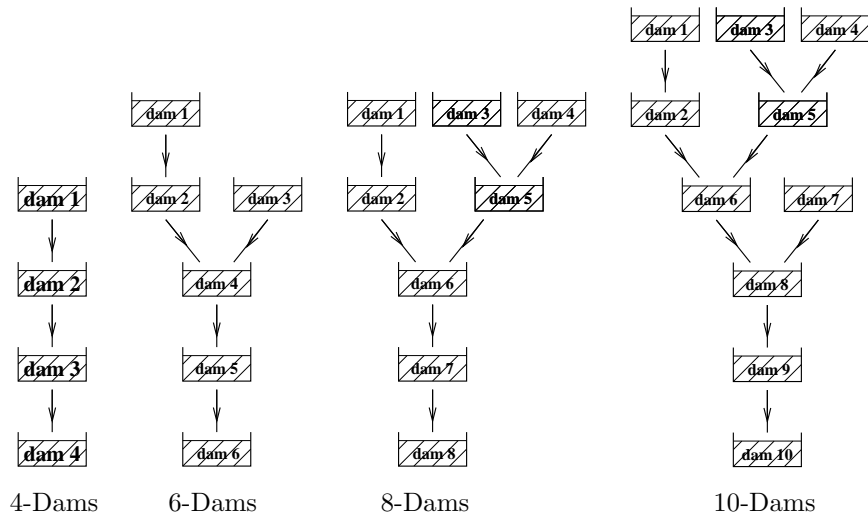 dam 1
dam 2
dam 3
dam 4
4-Dams
dam 1
dam 2
dam 3
dam 4
dam 5
dam 6
6-Dams
dam 1
dam 3
dam 4
dam 2
dam 5
dam 6
dam 7
dam 8
8-Dams
dam 1
dam 3
dam 4
dam 2
dam 5
dam 6
dam 7
dam 8
dam 9
dam 10
10-Dams